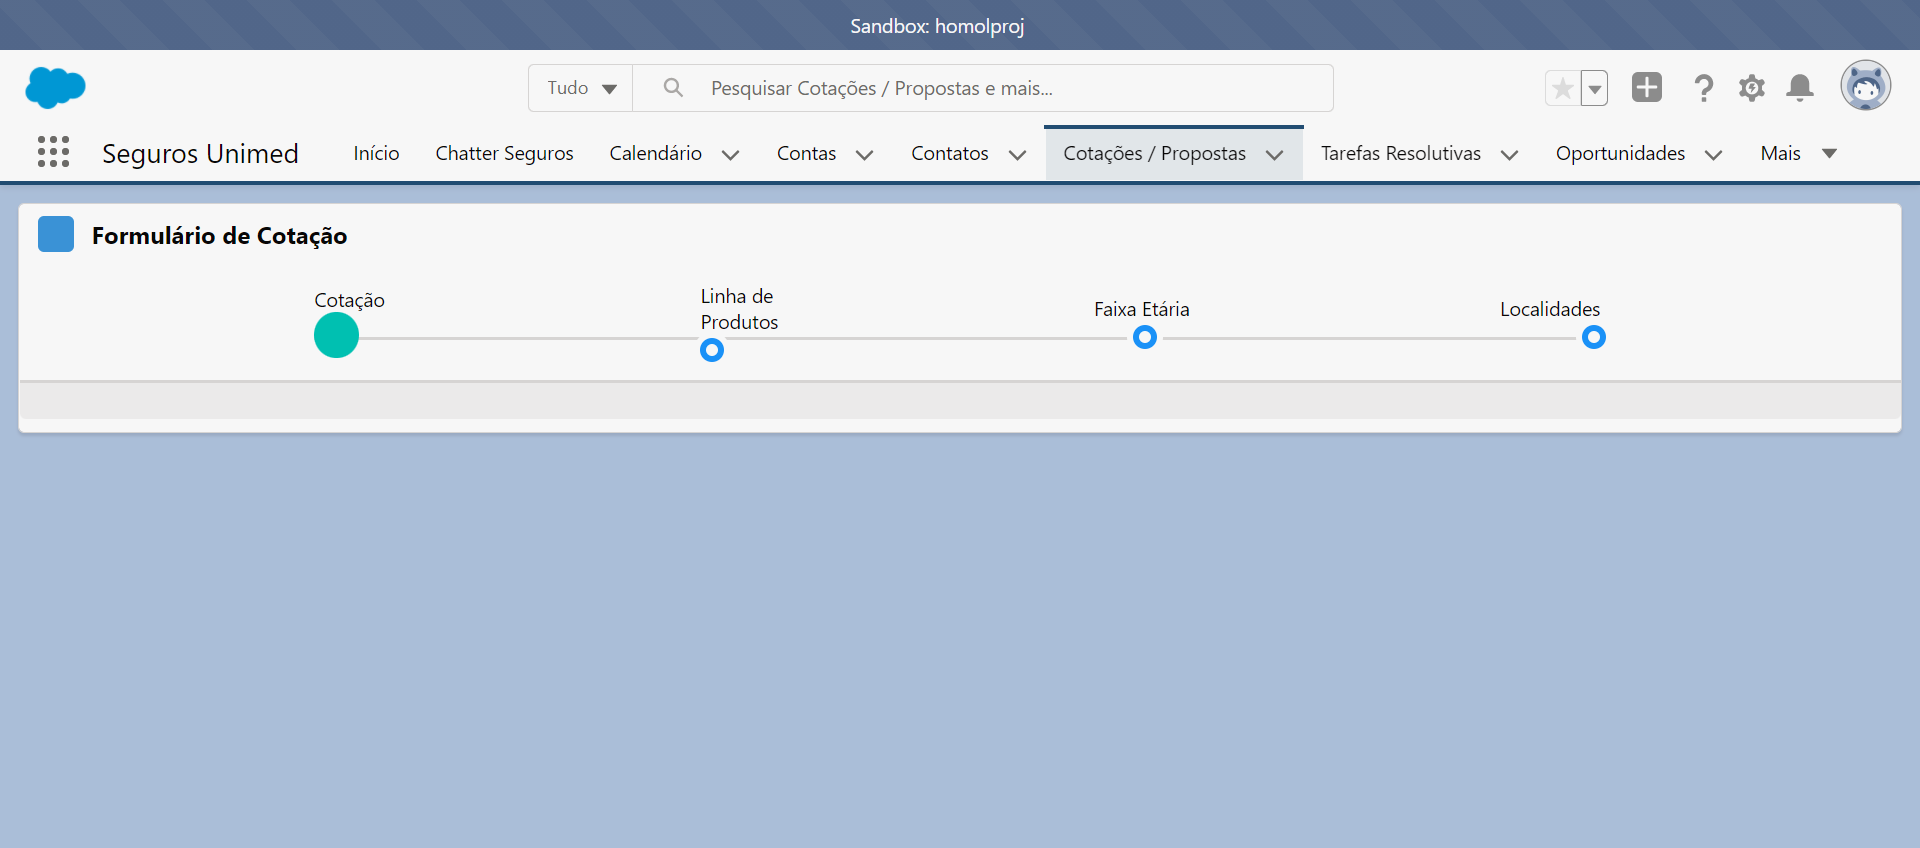 Sandbox: homolproj
Tudo
Pesquisar Cotações / Propostas e mais...
Seguros Unimed
Início
Chatter Seguros
Calendário
Contas
Contatos
Cotações / Propostas
Tarefas Resolutivas
Oportunidades
Mais
Formulário de Cotação
Cotação
Linha de
Produtos
Faixa Etária
Localidades